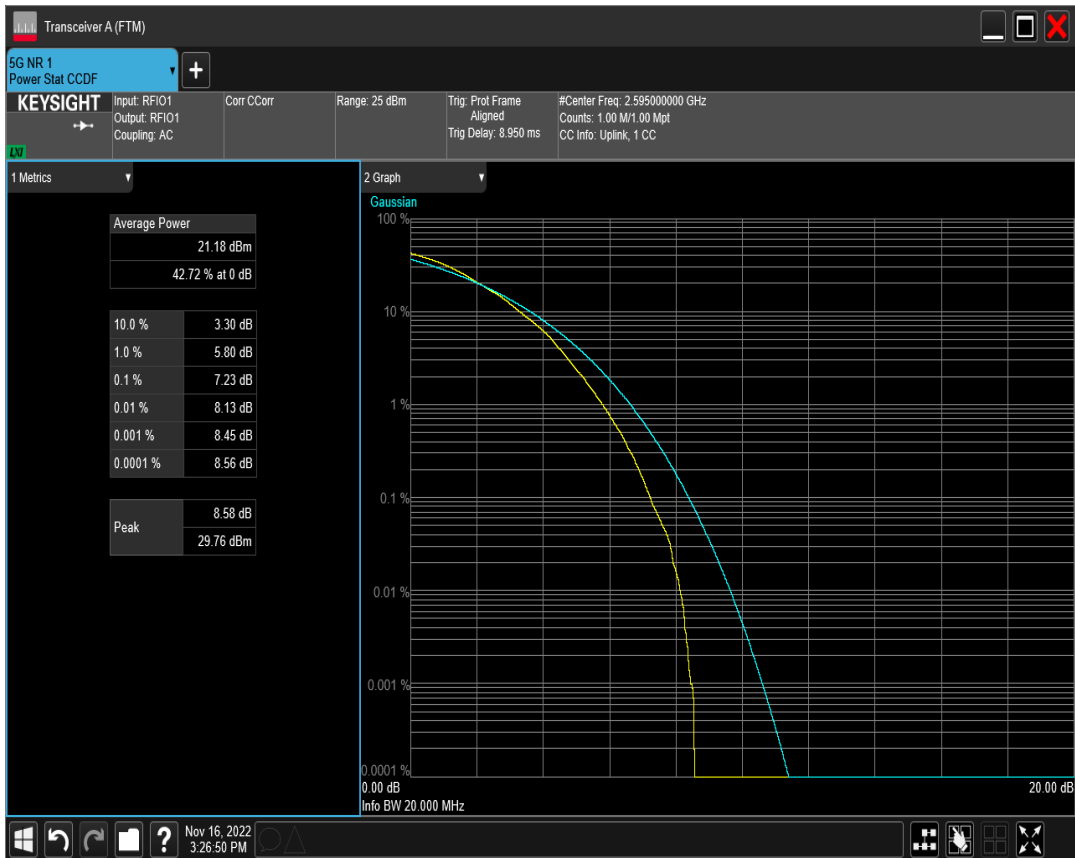 Transceiver A (FTM)
5G NR 1
Power Stat CCDF
+
KEYSIGHT
LXI
Input: RFIO1
Output: RFIO1
Coupling: AC
Corr CCorr
Range: 25 dBm
Trig: Prot Frame
Aligned
Trig Delay: 8.950 ms
#Center Freq: 2.595000000 GHz
Counts: 1.00 M/1.00 Mpt
CC Info: Uplink, 1 CC
1 Metrics
Average Power
21.18 dBm
42.72 % at 0 dB
10.0 % 3.30 dB
1.0 % 5.80 dB
0.1 % 7.23 dB
0.01 % 8.13 dB
0.001 % 8.45 dB
0.0001 % 8.56 dB
Peak 8.58 dB
29.76 dBm
2 Graph
Gaussian
100 %
10 %
1 %
0.1 %
0.01 %
0.001 %
0.0001 %
0.00 dB 20.00 dB
Info BW 20.000 MHz
?
Nov 16, 2022
3:26:50 PM